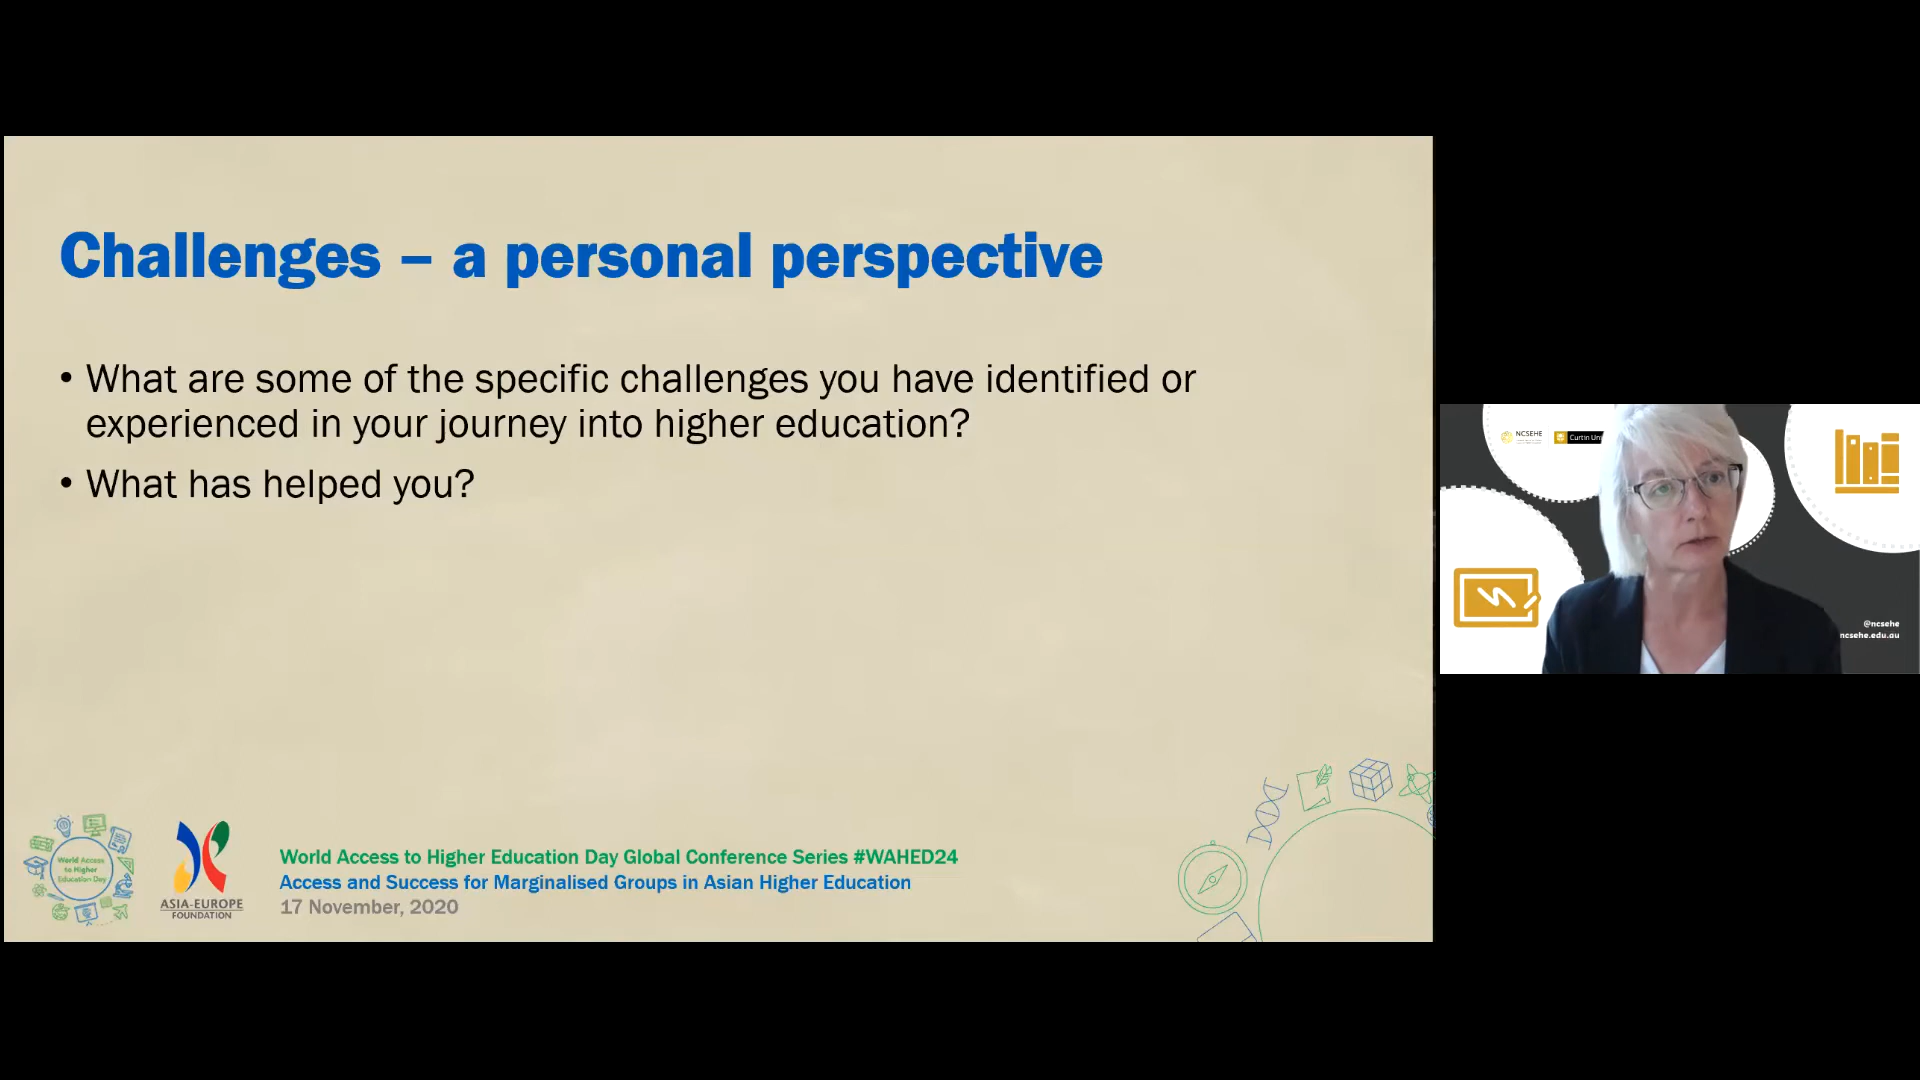 Challenges – a personal perspective
• What are some of the specific challenges you have identified or
experienced in your journey into higher education?
• What has helped you?
World Access
to Higher
Education Day
ASIA-EUROPE
FOUNDATION
World Access to Higher Education Day Global Conference Series #WAHED24
Access and Success for Marginalised Groups in Asian Higher Education
17 November, 2020
NCSEHE
Curtin Uni
@ncsehe
ncsehe.edu.au